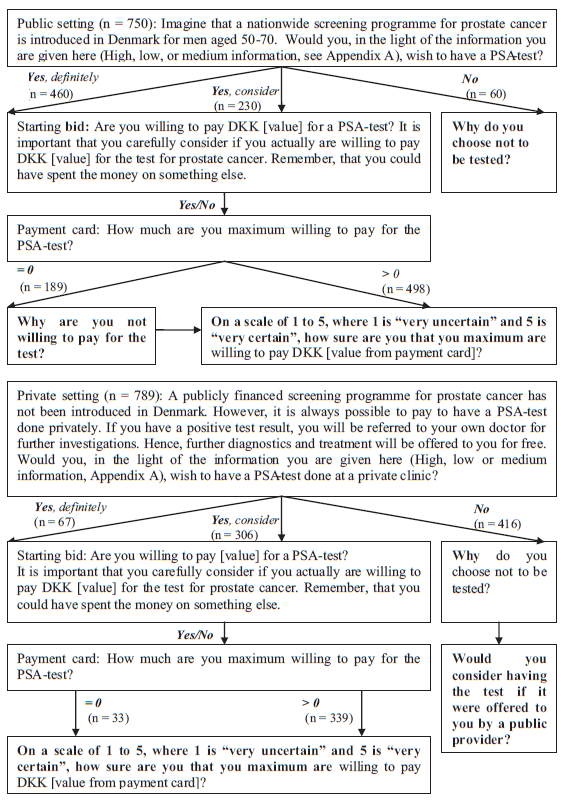 Public setting (n = 750): Imagine that a nationwide screening programme for prostate cancer
is introduced in Denmark for men aged 50-70. Would you, in the light of the information you
are given here (High, low, or medium information, see Appendix A), wish to have a PSA-test?
Yes, definitely
n = 460)
Yes, consider
(n = 230)
No
(n = 60)
Starting bid: Are you willing to pay DKK [value] for a PSA-test? It is
important that you carefully consider if you actually are willing to
pay DKK [value] for the test for prostate cancer. Remember, that you could
have spent the money on something else.
Why do you
choose not to
be tested?
Yes/No
Payment card: How much are you maximum willing to pay for the
PSA-test?
= 0
(n = 189)
> 0
(n = 498)
Why are you not
willing to pay for the
test?
On a scale of 1 to 5, where 1 is “very uncertain” and 5 is
“very certain”, how sure are you that you maximum are
willing to pay DKK [value from payment card]?
Private setting (n = 789): A publicly financed screening programme for prostate cancer has
not been introduced in Denmark. However, it is always possible to pay to have a PSA-test
done privately. If you have a positive test result, you will be referred to your own doctor for
further investigations. Hence, further diagnostics and treatment will be offered to you for free.
Would you, in the light of the information you are given here (High, low or medium
information, Appendix A), wish to have a PSA-test done at a private clinic?
Yes, definitely
(n = 67)
Yes, consider
(n = 306)
No
(n = 416)
Starting bid: Are you willing to pay [value] for a PSA-test?
It is important that you carefully consider if you actually are willing to
pay DKK [value] for the test for prostate cancer. Remember, that you
could have spent the money on something else.
Why do you
choose not to be
tested?
Yes/No
Payment card: How much are you maximum willing to pay for the
PSA-test?
= 0
(n = 33)
> 0
(n = 339)
Would you
consider having
the test if it
were offered to
you by a public
provider?
On a scale of 1 to 5, where 1 is “very uncertain” and 5 is “very
certain”, how sure are you that you maximum are willing to pay
DKK [value from payment card]?